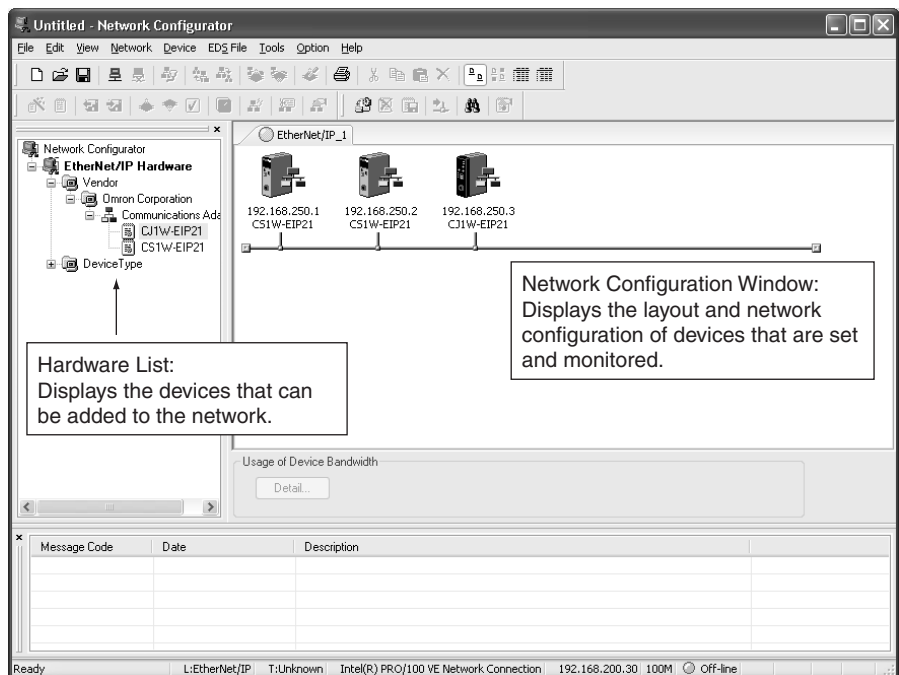 Untitled - Network Configurator
File Edit View Network Device EDS File Tools Option Help
Network Configurator
EtherNet/IP Hardware
Vendor
Omron Corporation
Communications Ada
CJ1W-EIP21
CS1W-EIP21
DeviceType
EtherNet/IP_1
192.168.250.1 192.168.250.2 192.168.250.3
CS1W-EIP21 CS1W-EIP21 CJ1W-EIP21
Network Configuration Window:
Displays the layout and network
configuration of devices that are set
and monitored.
Hardware List:
Displays the devices that can
be added to the network.
Usage of Device Bandwidth
Detail...
Message Code Date Description
Ready L:EtherNet/IP T:Unknown Intel(R) PRO/100 VE Network Connection 192.168.200.30 100M Off-line